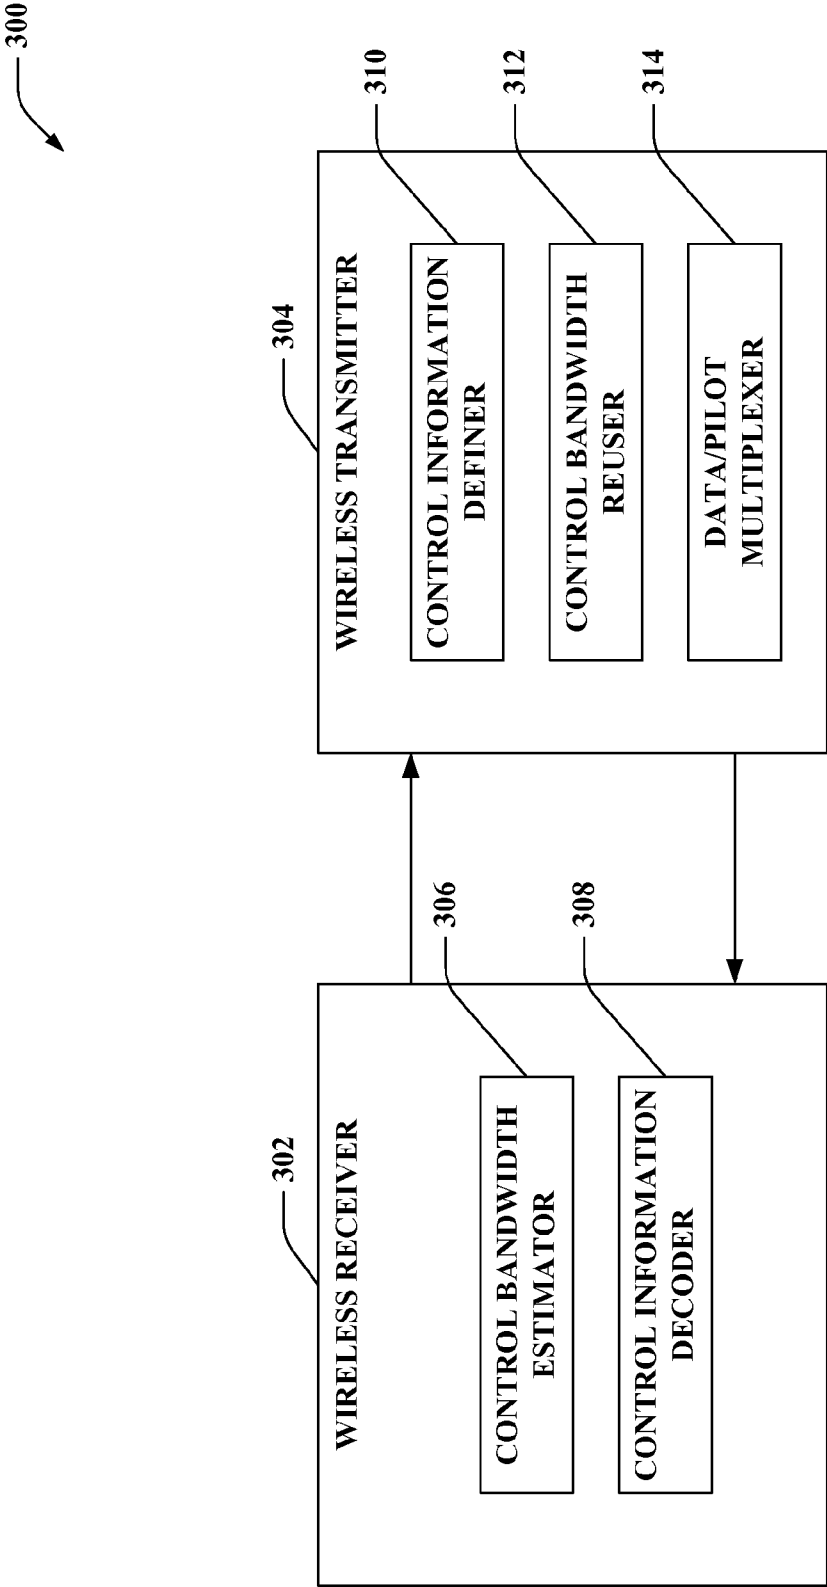 300
302
WIRELESS RECEIVER
306
CONTROL BANDWIDTH
ESTIMATOR
308
CONTROL INFORMATION
DECODER
304
WIRELESS TRANSMITTER
310
CONTROL INFORMATION
DEFINER
312
CONTROL BANDWIDTH
REUSER
314
DATA/PILOT
MULTIPLEXER